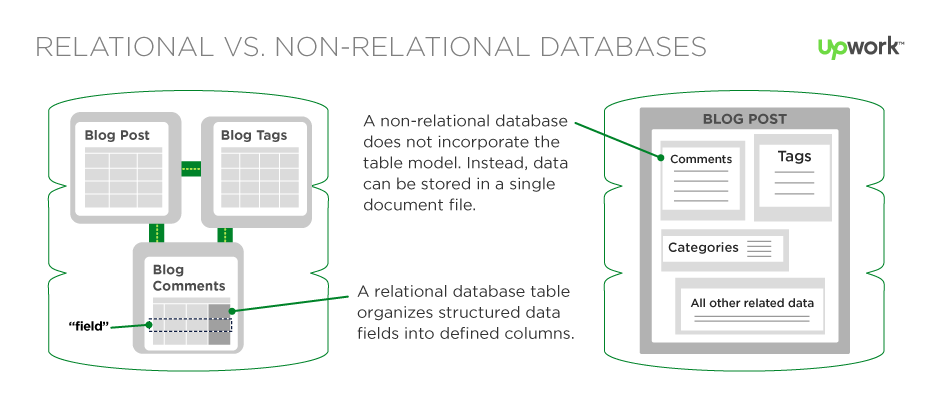 RELATIONAL VS. NON-RELATIONAL DATABASES
Upwork™
Blog Post
Blog Tags
Blog
Comments
"field"
A non-relational database
does not incorporate the
table model. Instead, data
can be stored in a single
document file.
A relational database table
organizes structured data
fields into defined columns.
BLOG POST
Comments
Tags
Categories
All other related data